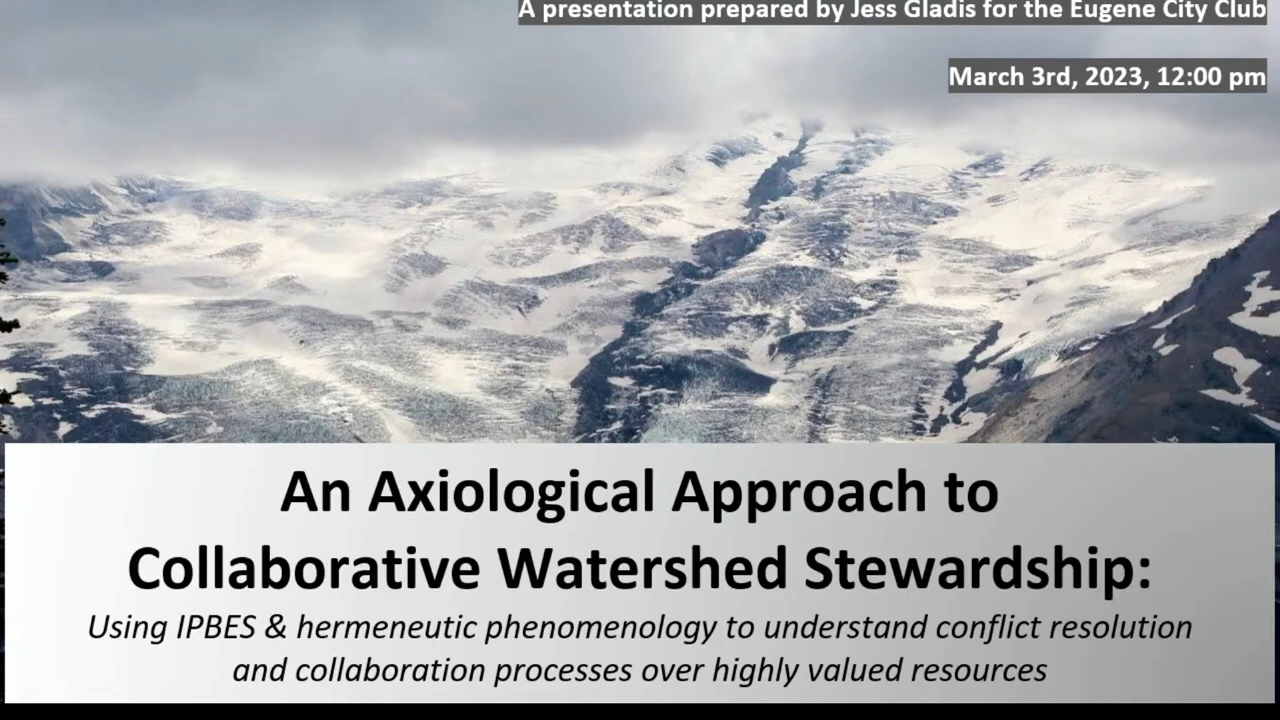 A presentation prepared by Jess Gladis for the Eugene City Club
March 3rd, 2023, 12:00 pm
An Axiological Approach to
Collaborative Watershed Stewardship:
Using IPBES & hermeneutic phenomenology to understand conflict resolution
and collaboration processes over highly valued resources